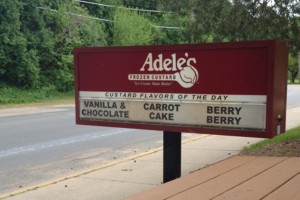 Adele's
FROZEN CUSTARD
CUSTARD FLAVORS OF THE DAY
VANILLA & CARROT BERRY
CHOCOLATE CAKE BERRY